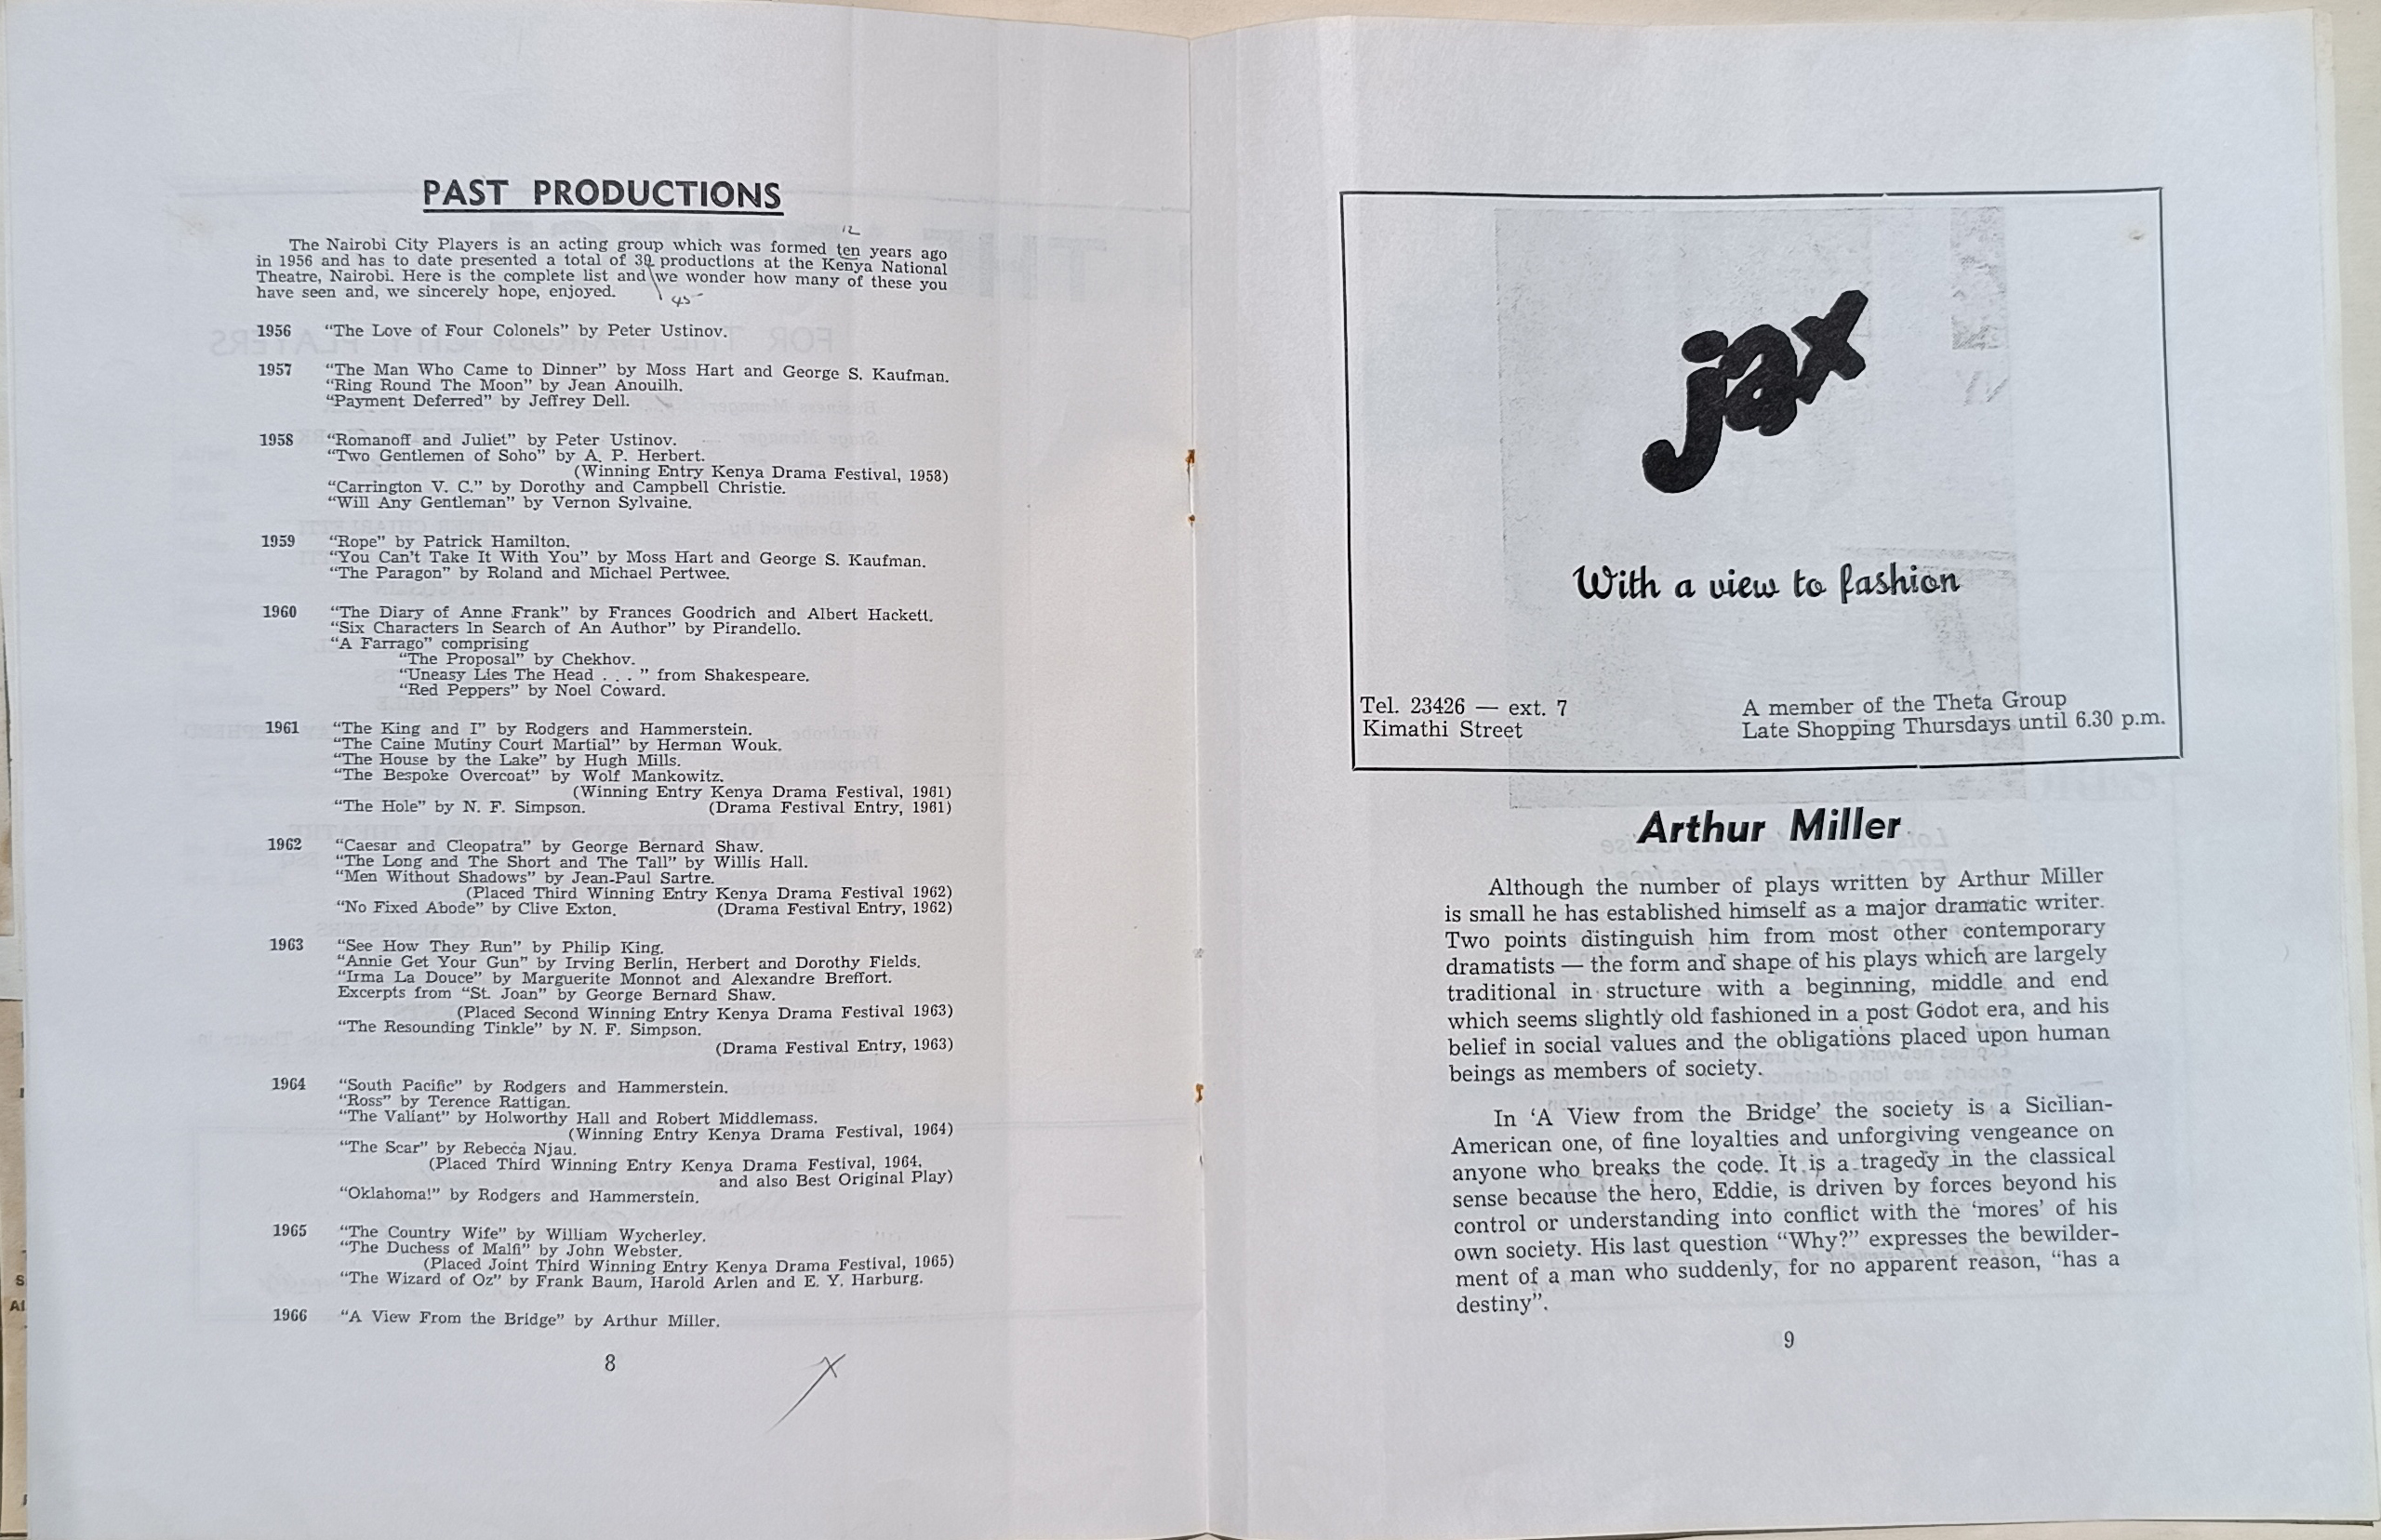 PAST PRODUCTIONS
12
The Nairobi City Players is an acting group which was formed ten years ago
in 1956 and has to date presented a total of 39 productions at the Kenya National
Theatre, Nairobi. Here is the complete list and we wonder how many of these you
have seen and, we sincerely hope, enjoyed.
45
1956 “The Love of Four Colonels” by Peter Ustinov.
1957 “The Man Who Came to Dinner” by Moss Hart and George S. Kaufman.
“Ring Round The Moon” by Jean Anouilh.
“Payment Deferred” by Jeffrey Dell.
1958 “Romanoff and Juliet” by Peter Ustinov.
“Two Gentlemen of Soho” by A. P. Herbert.
(Winning Entry Kenya Drama Festival, 1958)
“Carrington V. C.” by Dorothy and Campbell Christie.
“Will Any Gentleman” by Vernon Sylvaine.
1959 “Rope” by Patrick Hamilton.
“You Can't Take It With You” by Moss Hart and George S. Kaufman.
“The Paragon” by Roland and Michael Pertwee.
1960 “The Diary of Anne Frank” by Frances Goodrich and Albert Hackett.
“Six Characters In Search of An Author” by Pirandello.
“A Farrago” comprising
“The Proposal” by Chekhov.
“Uneasy Lies The Head . . . ” from Shakespeare.
“Red Peppers” by Noel Coward.
1961 “The King and I” by Rodgers and Hammerstein.
“The Caine Mutiny Court Martial” by Herman Wouk.
“The House by the Lake” by Hugh Mills.
“The Bespoke Overcoat” by Wolf Mankowitz.
(Winning Entry Kenya Drama Festival, 1961)
“The Hole” by N. F. Simpson. (Drama Festival Entry, 1961)
1962 “Caesar and Cleopatra” by George Bernard Shaw.
“The Long and The Short and The Tall” by Willis Hall.
“Men Without Shadows” by Jean-Paul Sartre.
(Placed Third Winning Entry Kenya Drama Festival 1962)
“No Fixed Abode” by Clive Exton. (Drama Festival Entry, 1962)
1963 “See How They Run” by Philip King.
“Annie Get Your Gun” by Irving Berlin, Herbert and Dorothy Fields.
“Irma La Douce” by Marguerite Monnot and Alexandre Breffort.
Excerpts from “St. Joan” by George Bernard Shaw.
(Placed Second Winning Entry Kenya Drama Festival 1963)
“The Resounding Tinkle” by N. F. Simpson.
(Drama Festival Entry, 1963)
1964 “South Pacific” by Rodgers and Hammerstein.
“Ross” by Terence Rattigan.
“The Valiant” by Holworthy Hall and Robert Middlemass.
(Winning Entry Kenya Drama Festival, 1964)
“The Scar” by Rebecca Njau.
(Placed Third Winning Entry Kenya Drama Festival, 1964,
and also Best Original Play)
“Oklahoma!” by Rodgers and Hammerstein.
1965 “The Country Wife” by William Wycherley.
“The Duchess of Malfi” by John Webster.
(Placed Joint Third Winning Entry Kenya Drama Festival, 1965)
“The Wizard of Oz” by Frank Baum, Harold Arlen and E. Y. Harburg.
1966 “A View From the Bridge” by Arthur Miller.
8
jax
With a view to fashion
Tel. 23426 — ext. 7
Kimathi Street
A member of the Theta Group
Late Shopping Thursdays until 6.30 p.m.
Arthur Miller
Although the number of plays written by Arthur Miller
is small he has established himself as a major dramatic writer.
Two points distinguish him from most other contemporary
dramatists — the form and shape of his plays which are largely
traditional in structure with a beginning, middle and end
which seems slightly old fashioned in a post Godot era, and his
belief in social values and the obligations placed upon human
beings as members of society.
In ‘A View from the Bridge’ the society is a Sicilian-
American one, of fine loyalties and unforgiving vengeance on
anyone who breaks the code. It is a tragedy in the classical
sense because the hero, Eddie, is driven by forces beyond his
control or understanding into conflict with the ‘mores’ of his
own society. His last question “Why?” expresses the bewilder-
ment of a man who suddenly, for no apparent reason, “has a
destiny”.
9